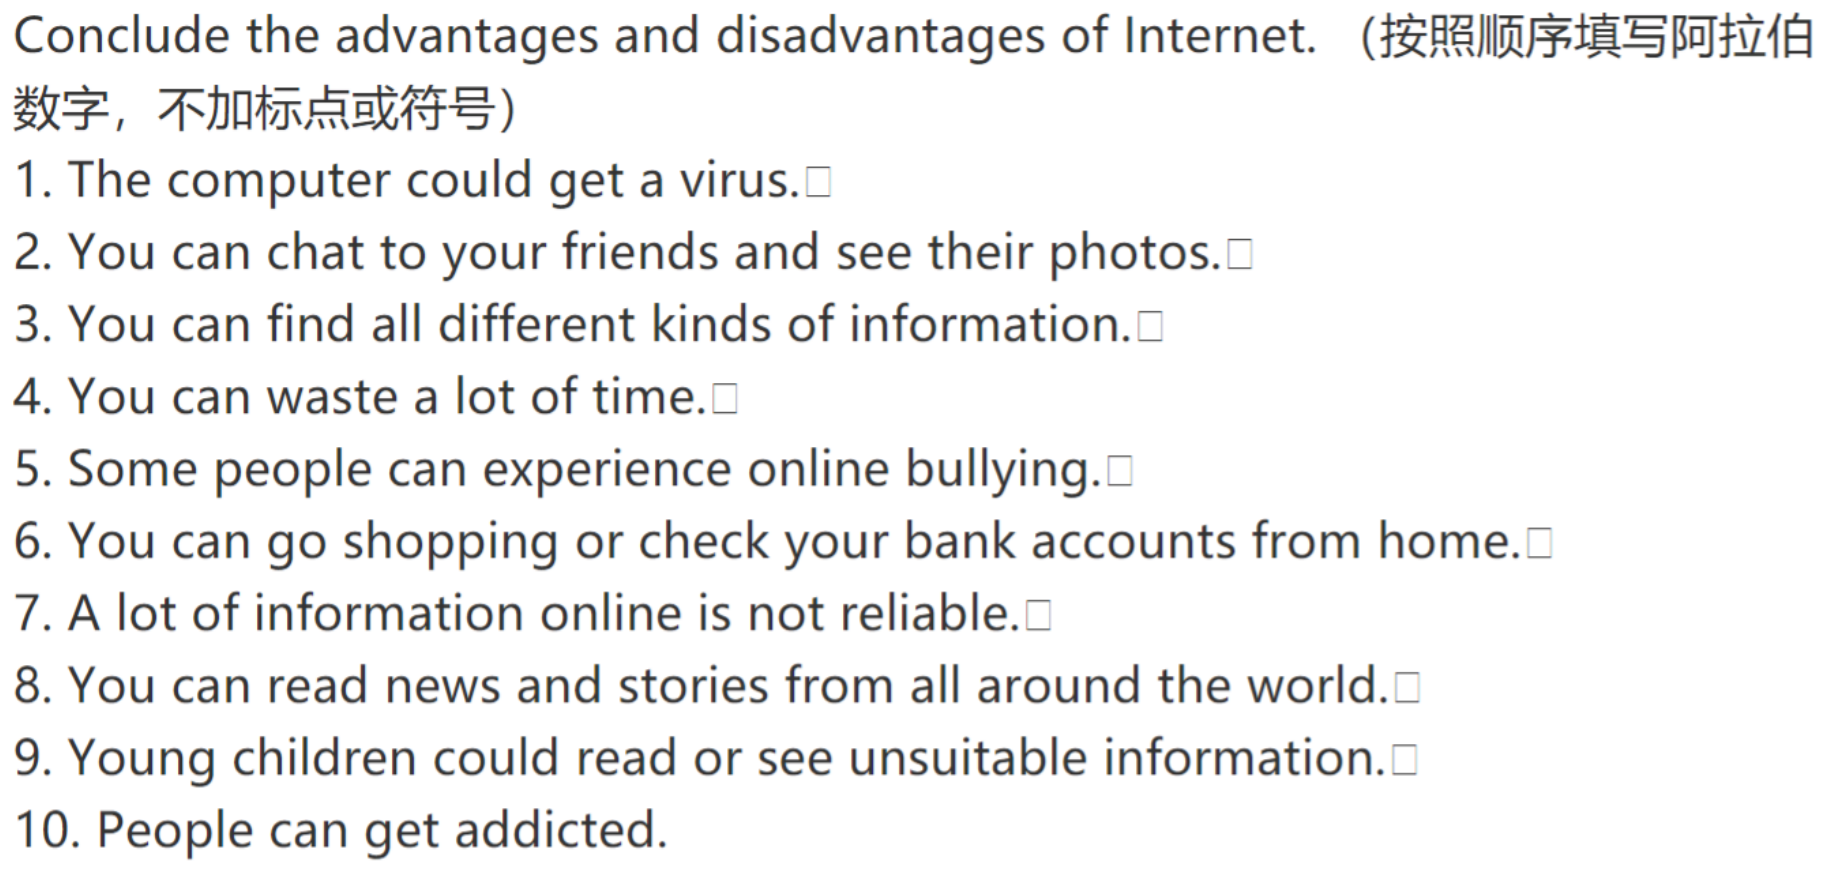 Conclude the advantages and disadvantages of Internet. （按照顺序填写阿拉伯
数字，不加标点或符号）
1. The computer could get a virus.□
2. You can chat to your friends and see their photos.□
3. You can find all different kinds of information.□
4. You can waste a lot of time.□
5. Some people can experience online bullying.□
6. You can go shopping or check your bank accounts from home.□
7. A lot of information online is not reliable.□
8. You can read news and stories from all around the world.□
9. Young children could read or see unsuitable information.□
10. People can get addicted.